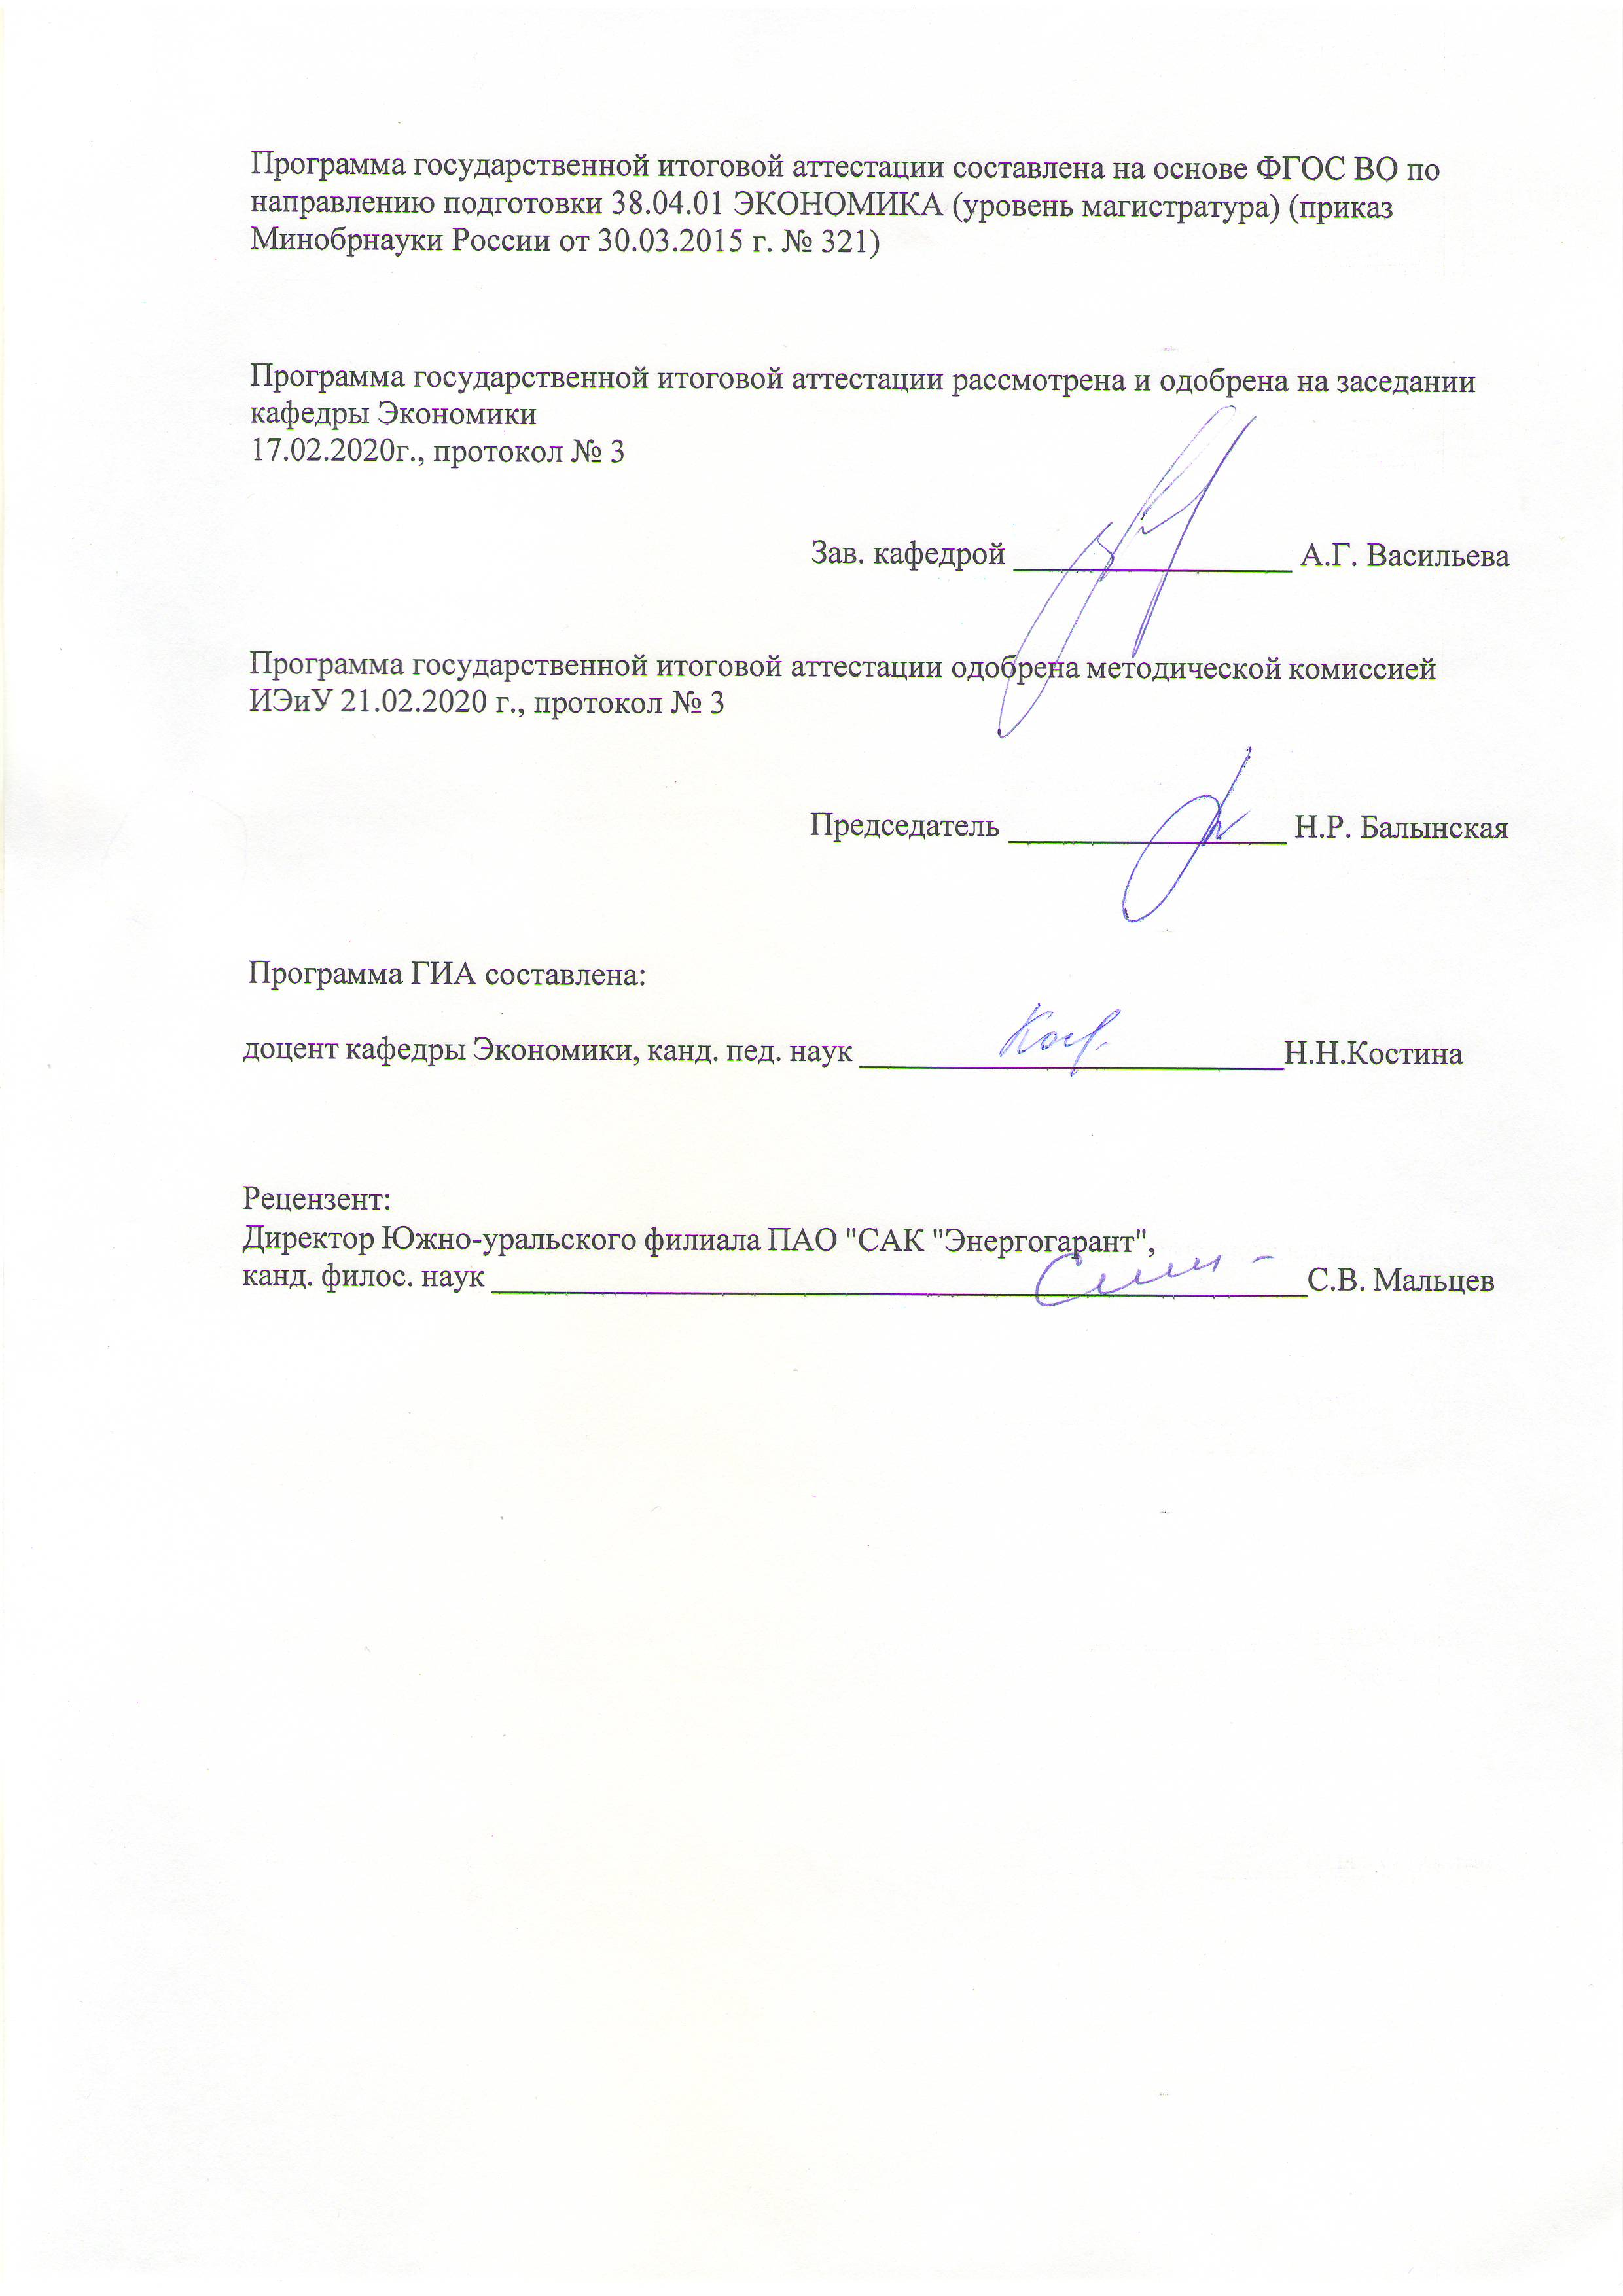 Программа государственной итоговой аттестации составлена на основе ФГОС ВО по
направлению подготовки 38.04.01 ЭКОНОМИКА (уровень магистратура) (приказ
Минобрнауки России от 30.03.2015 г. № 321)
Программа государственной итоговой аттестации рассмотрена и одобрена на заседании
кафедры Экономики
17.02.2020г., протокол № 3
Зав. кафедрой А.Г. Васильева
Программа государственной итоговой аттестации одобрена методической комиссией
ИЭиУ 21.02.2020 г., протокол № 3
Председатель Н.Р. Балынская
Программа ГИА составлена:
доцент кафедры Экономики, канд. пед. наук Н.Н.Костина
Рецензент:
Директор Южно-уральского филиала ПАО "САК "Энергогарант",
канд. филос. наук С.В. Мальцев